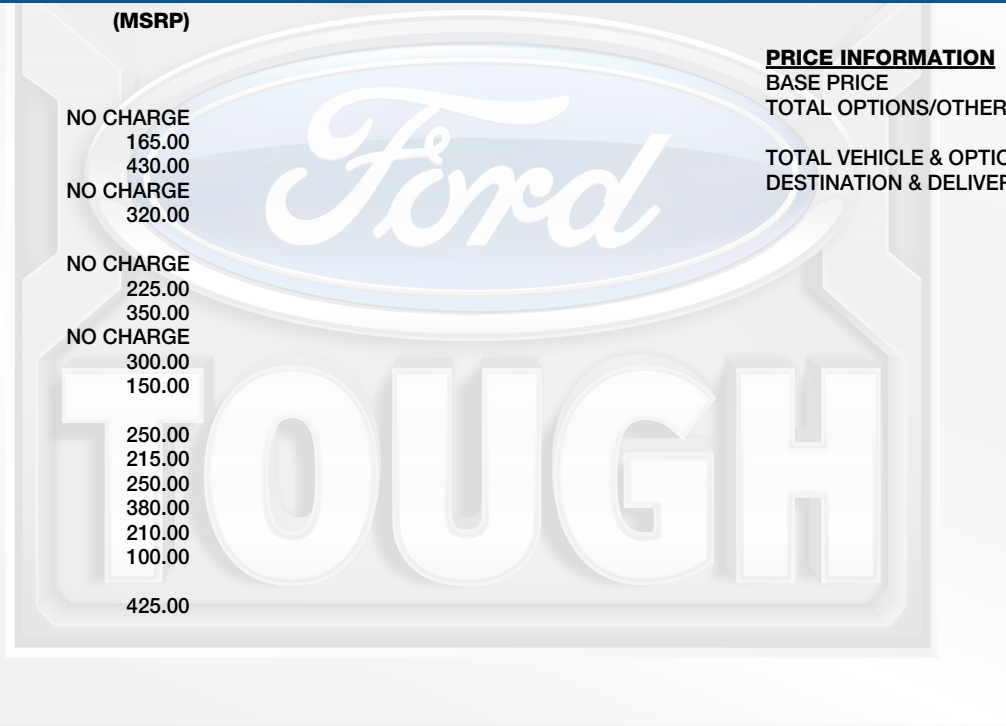 (MSRP)
NO CHARGE
165.00
430.00
NO CHARGE
320.00
NO CHARGE
225.00
350.00
NO CHARGE
300.00
150.00
250.00
215.00
250.00
380.00
210.00
100.00
425.00
PRICE INFORMATION
BASE PRICE
TOTAL OPTIONS/OTHER
TOTAL VEHICLE & OPTIO
DESTINATION & DELIVER
Ford
TOUGH